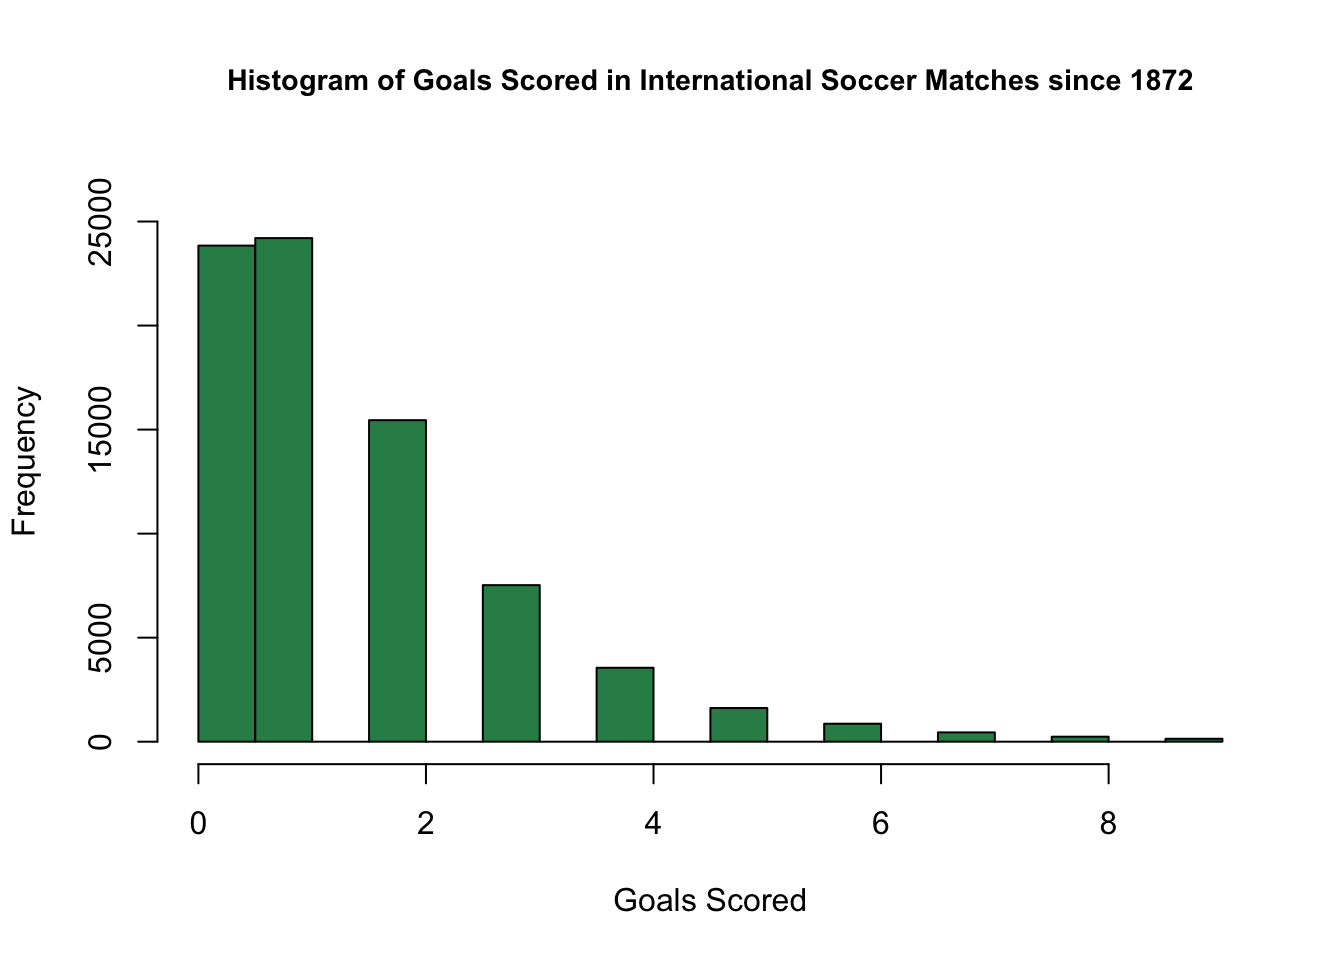 Histogram of Goals Scored in International Soccer Matches since 1872
Frequency
25000
15000
5000
0
0 2 4 6 8
Goals Scored